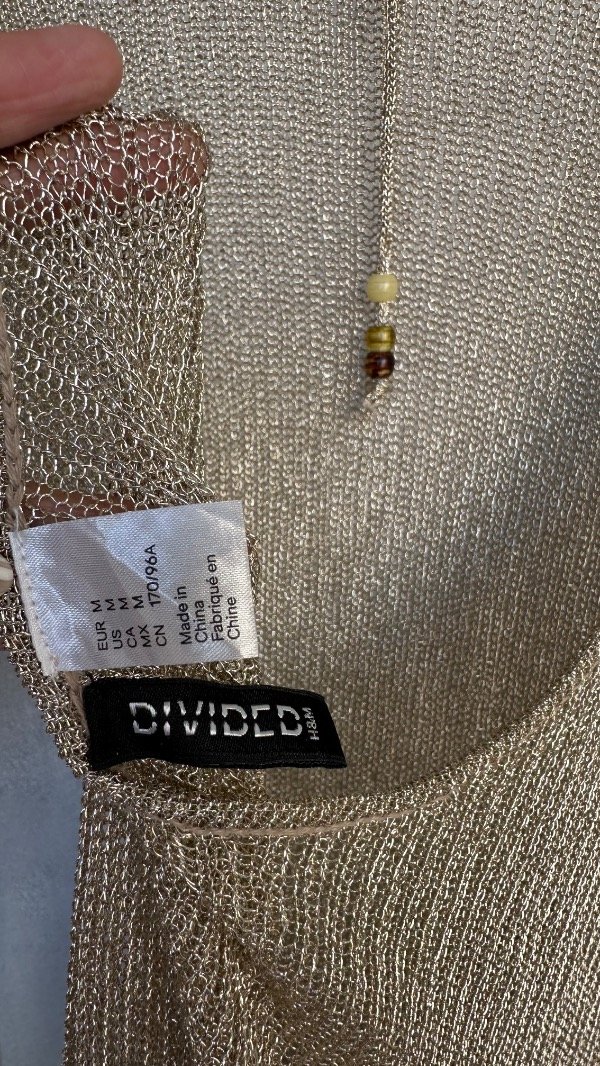 EUR M
US M
CA M
MX M
CN 170/96A
Made in
China
Fabriqué en
Chine
DIVIDED
H&M